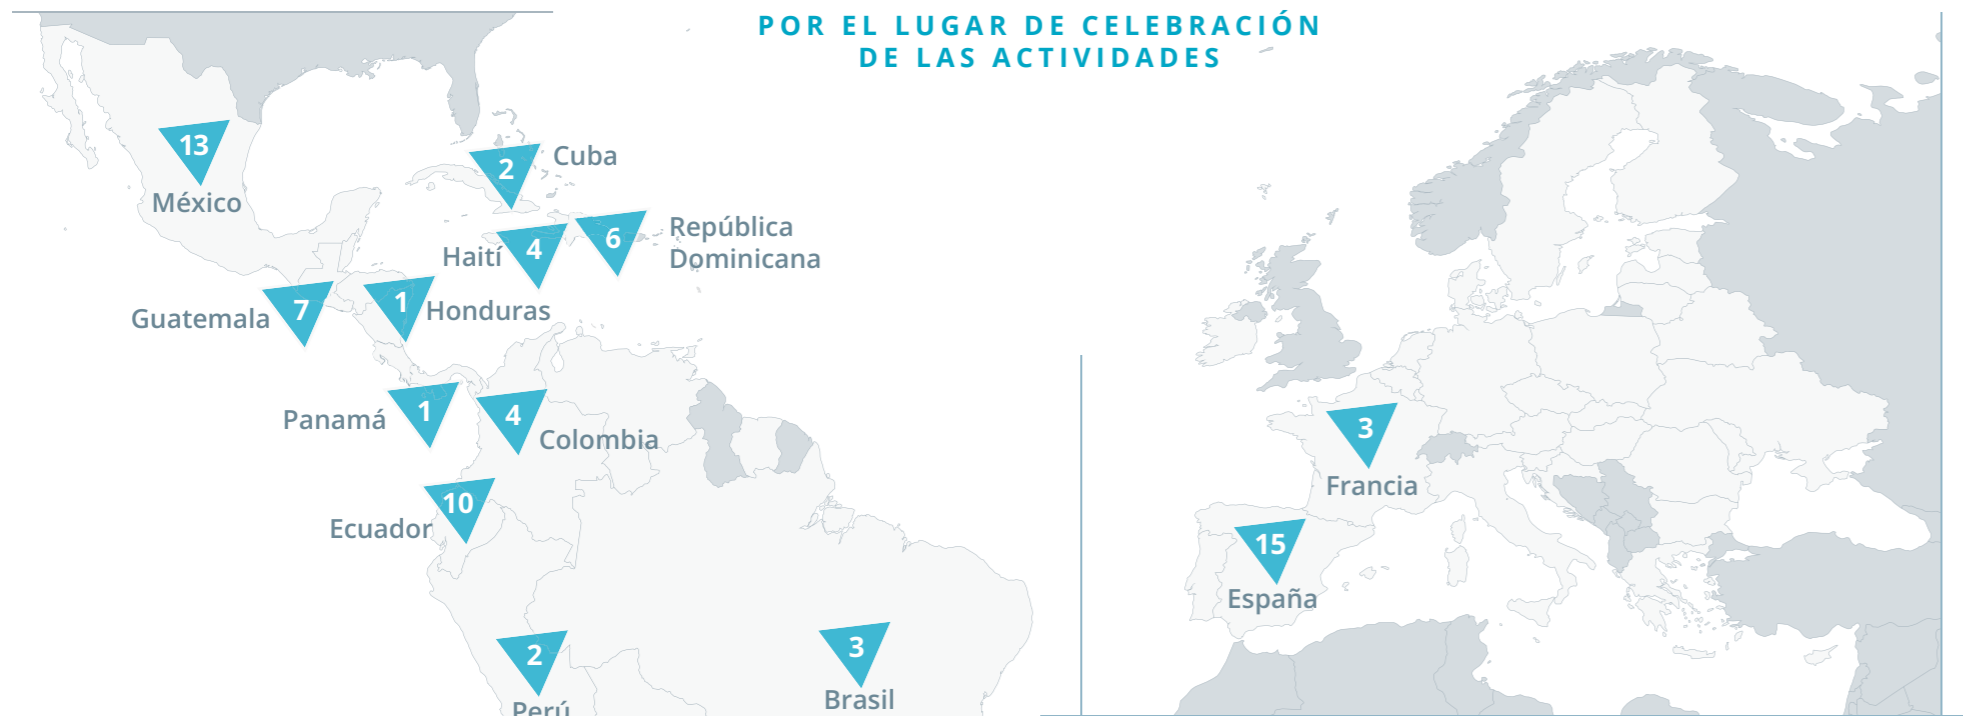 POR EL LUGAR DE CELEBRACIÓN
DE LAS ACTIVIDADES
13
México
2
Cuba
4
Haití
6
República
Dominicana
7
Guatemala
1
Honduras
1
Panamá
4
Colombia
10
Ecuador
2
Perú
3
Brasil
3
Francia
15
España